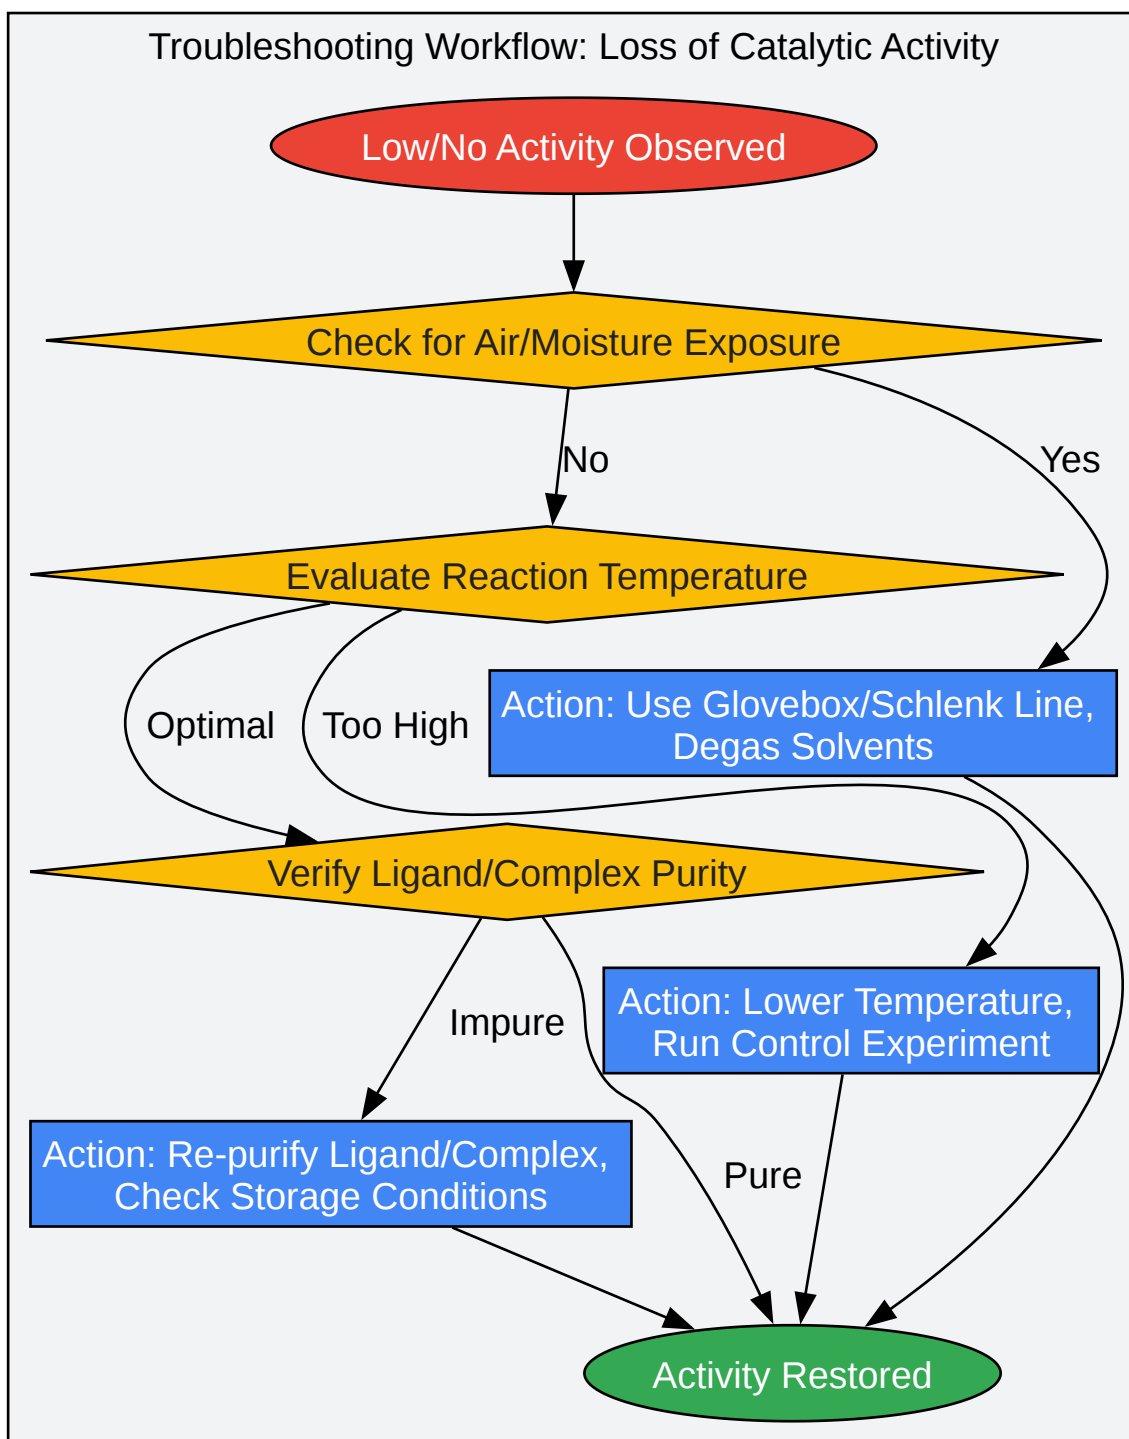 Troubleshooting Workflow: Loss of Catalytic Activity
Low/No Activity Observed
Check for Air/Moisture Exposure
No
Yes
Evaluate Reaction Temperature
Optimal
Too High
Action: Use Glovebox/Schlenk Line,
Degas Solvents
Verify Ligand/Complex Purity
Impure
Action: Lower Temperature,
Run Control Experiment
Action: Re-purify Ligand/Complex,
Check Storage Conditions
Pure
Activity Restored